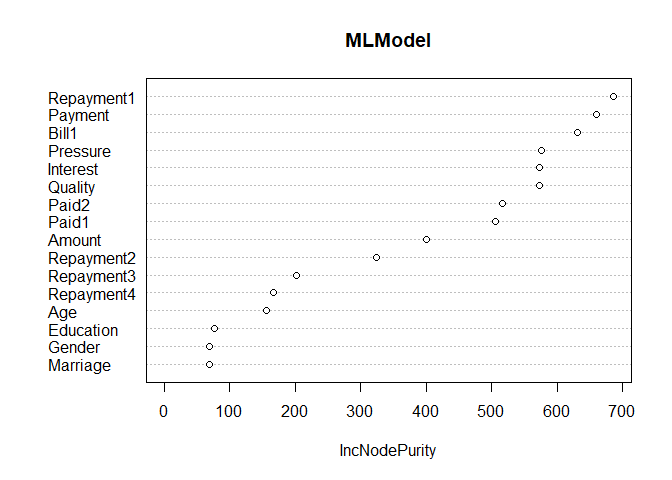 MLModel
Repayment1
Payment
Bill1
Pressure
Interest
Quality
Paid2
Paid1
Amount
Repayment2
Repayment3
Repayment4
Age
Education
Gender
Marriage
0 100 200 300 400 500 600 700
IncNodePurity